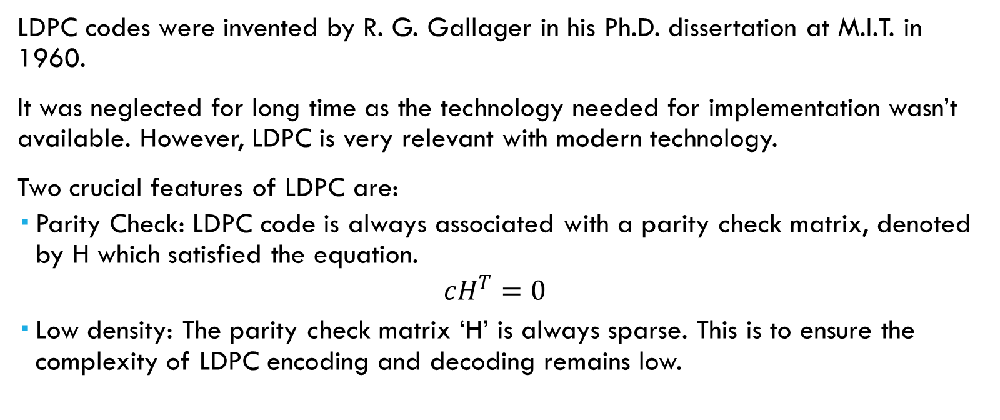 LDPC codes were invented by R. G. Gallager in his Ph.D. dissertation at M.I.T. in
1960.
It was neglected for long time as the technology needed for implementation wasn’t
available. However, LDPC is very relevant with modern technology.
Two crucial features of LDPC are:
▪ Parity Check: LDPC code is always associated with a parity check matrix, denoted
by H which satisfied the equation.
cH^T = 0
▪ Low density: The parity check matrix ‘H’ is always sparse. This is to ensure the
complexity of LDPC encoding and decoding remains low.